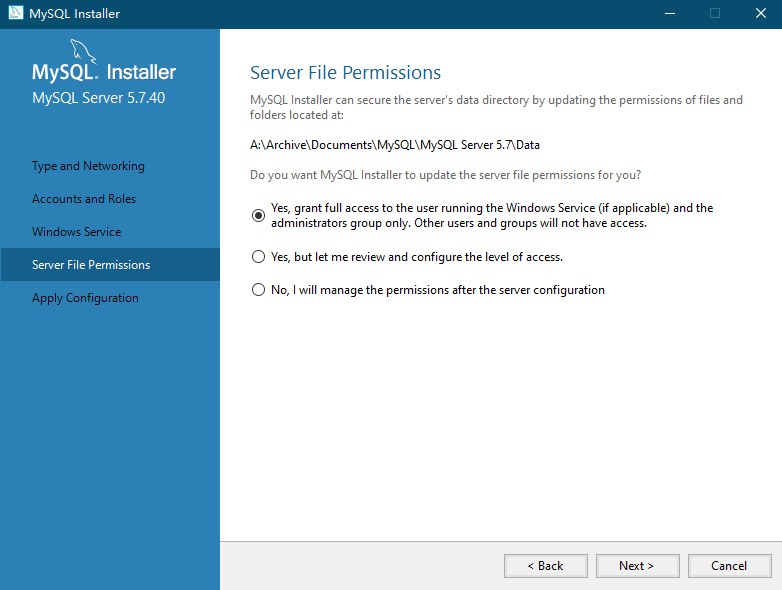 MySQL Installer
MySQL. Installer
MySQL Server 5.7.40
Type and Networking
Accounts and Roles
Windows Service
Server File Permissions
Apply Configuration
Server File Permissions
MySQL Installer can secure the server's data directory by updating the permissions of files and
folders located at:
A:\Archive\Documents\MySQL\MySQL Server 5.7\Data
Do you want MySQL Installer to update the server file permissions for you?
Yes, grant full access to the user running the Windows Service (if applicable) and the
administrators group only. Other users and groups will not have access.
Yes, but let me review and configure the level of access.
No, I will manage the permissions after the server configuration
< Back
Next >
Cancel